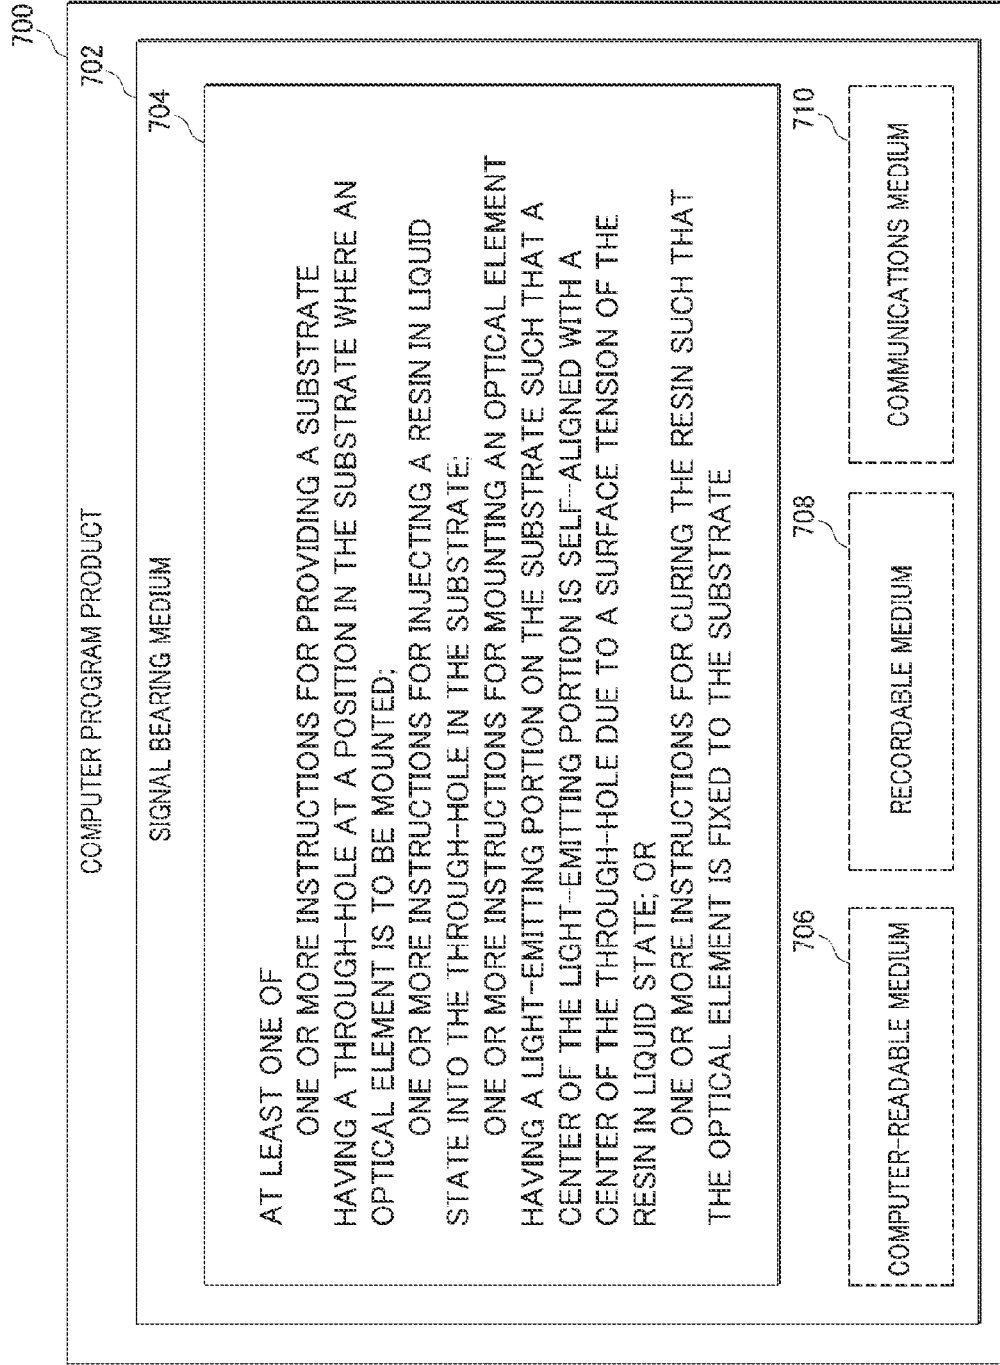 700
COMPUTER PROGRAM PRODUCT
702
SIGNAL BEARING MEDIUM
704
AT LEAST ONE OF
ONE OR MORE INSTRUCTIONS FOR PROVIDING A SUBSTRATE
HAVING A THROUGH-HOLE AT A POSITION IN THE SUBSTRATE WHERE AN
OPTICAL ELEMENT IS TO BE MOUNTED;
ONE OR MORE INSTRUCTIONS FOR INJECTING A RESIN IN LIQUID
STATE INTO THE THROUGH-HOLE IN THE SUBSTRATE;
ONE OR MORE INSTRUCTIONS FOR MOUNTING AN OPTICAL ELEMENT
HAVING A LIGHT-EMITTING PORTION ON THE SUBSTRATE SUCH THAT A
CENTER OF THE LIGHT-EMITTING PORTION IS SELF-ALIGNED WITH A
CENTER OF THE THROUGH-HOLE DUE TO A SURFACE TENSION OF THE
RESIN IN LIQUID STATE; OR
ONE OR MORE INSTRUCTIONS FOR CURING THE RESIN SUCH THAT
THE OPTICAL ELEMENT IS FIXED TO THE SUBSTRATE
706
COMPUTER-READABLE MEDIUM
708
RECORDABLE MEDIUM
710
COMMUNICATIONS MEDIUM